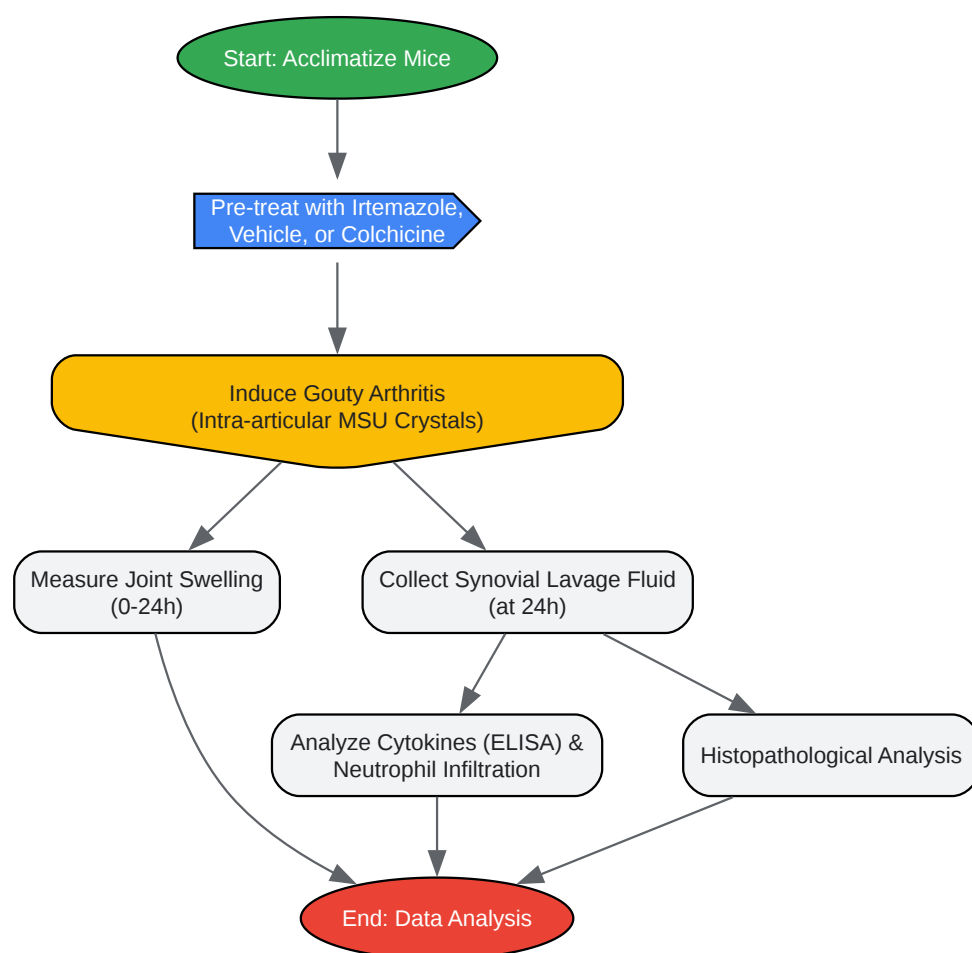 Start: Acclimatize Mice
Pre-treat with Irtemazole,
Vehicle, or Colchicine
Induce Gouty Arthritis
(Intra-articular MSU Crystals)
Measure Joint Swelling
(0-24h)
Collect Synovial Lavage Fluid
(at 24h)
Analyze Cytokines (ELISA) &
Neutrophil Infiltration
Histopathological Analysis
End: Data Analysis